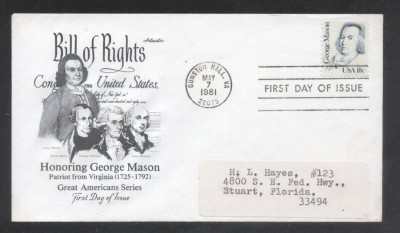 Artmaster
Bill of Rights
Congress United States,
Honoring George Mason
Patriot from Virginia (1725-1792)
Great Americans Series
First Day of Issue
GUNSTON HALL, VA
MAY
7
1981
22075
FIRST DAY OF ISSUE
George Mason
USA 18c
H. L. Hayes, #123
4800 S. E. Fed. Hwy.,
Stuart, Florida.
33494